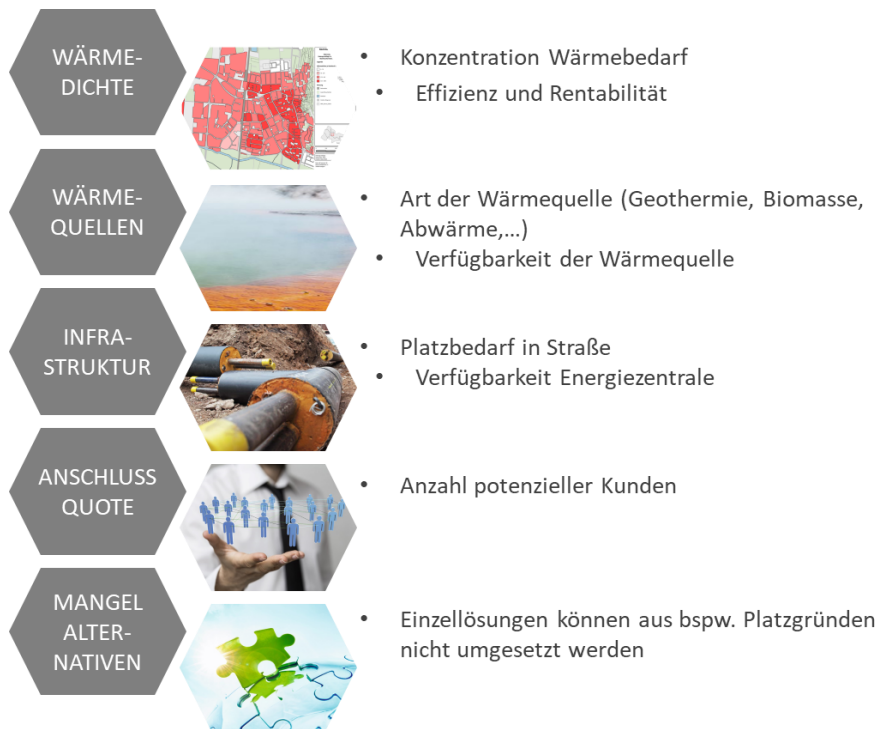 WÄRME-
DICHTE
• Konzentration Wärmebedarf
• Effizienz und Rentabilität
WÄRME-
QUELLEN
• Art der Wärmequelle (Geothermie, Biomasse,
Abwärme,...)
• Verfügbarkeit der Wärmequelle
INFRA-
STRUKTUR
• Platzbedarf in Straße
• Verfügbarkeit Energiezentrale
ANSCHLUSS
QUOTE
• Anzahl potenzieller Kunden
MANGEL
ALTER-
NATIVEN
• Einzellösungen können aus bspw. Platzgründen
nicht umgesetzt werden